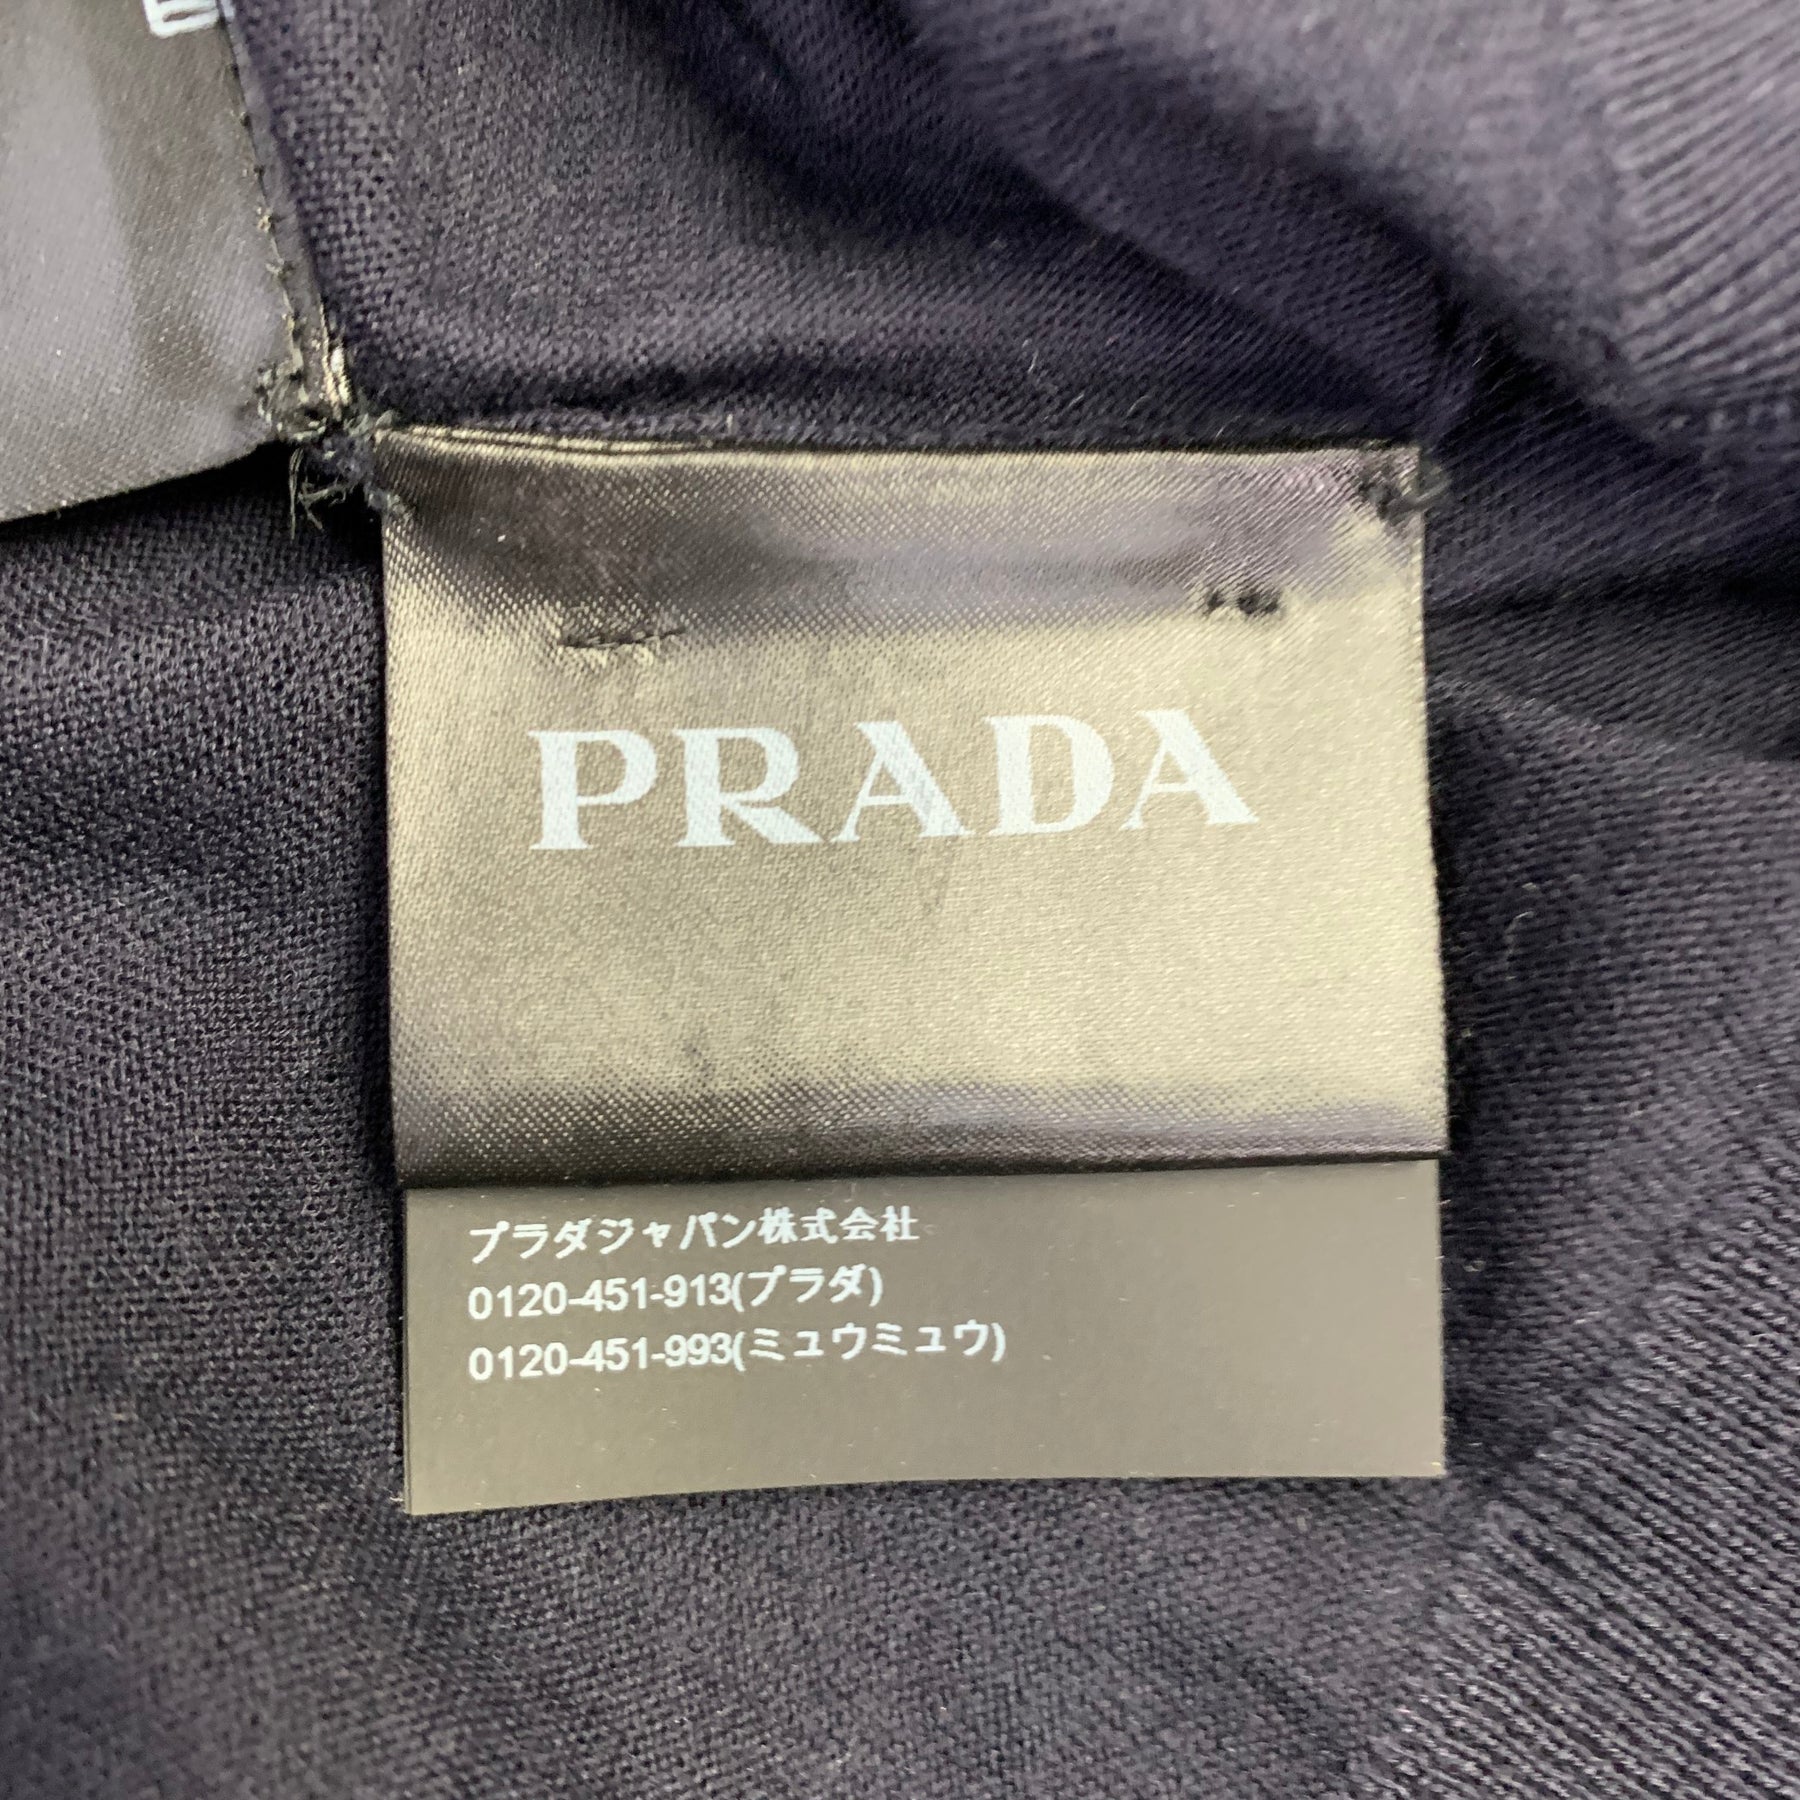 PRADA
プラダジャパン株式会社
0120-451-913(プラダ)
0120-451-993(ミュウミュウ)